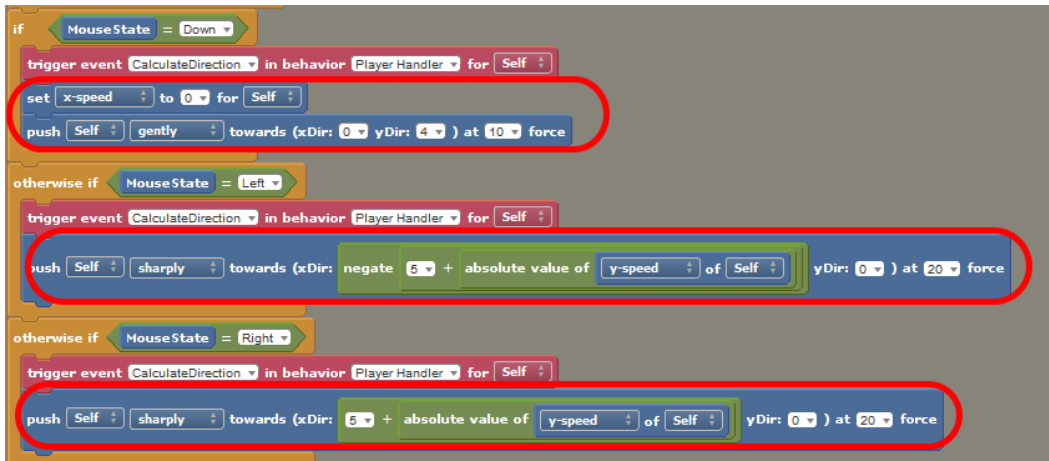 if MouseState = Down
trigger event CalculateDirection in behavior Player Handler for Self
set x-speed to 0 for Self
push Self gently towards (xDir: 0 yDir: 4 ) at 10 force
otherwise if MouseState = Left
trigger event CalculateDirection in behavior Player Handler for Self
push Self sharply towards (xDir: negate 5 + absolute value of y-speed of Self yDir: 0 ) at 20 force
otherwise if MouseState = Right
trigger event CalculateDirection in behavior Player Handler for Self
push Self sharply towards (xDir: 5 + absolute value of y-speed of Self yDir: 0 ) at 20 force